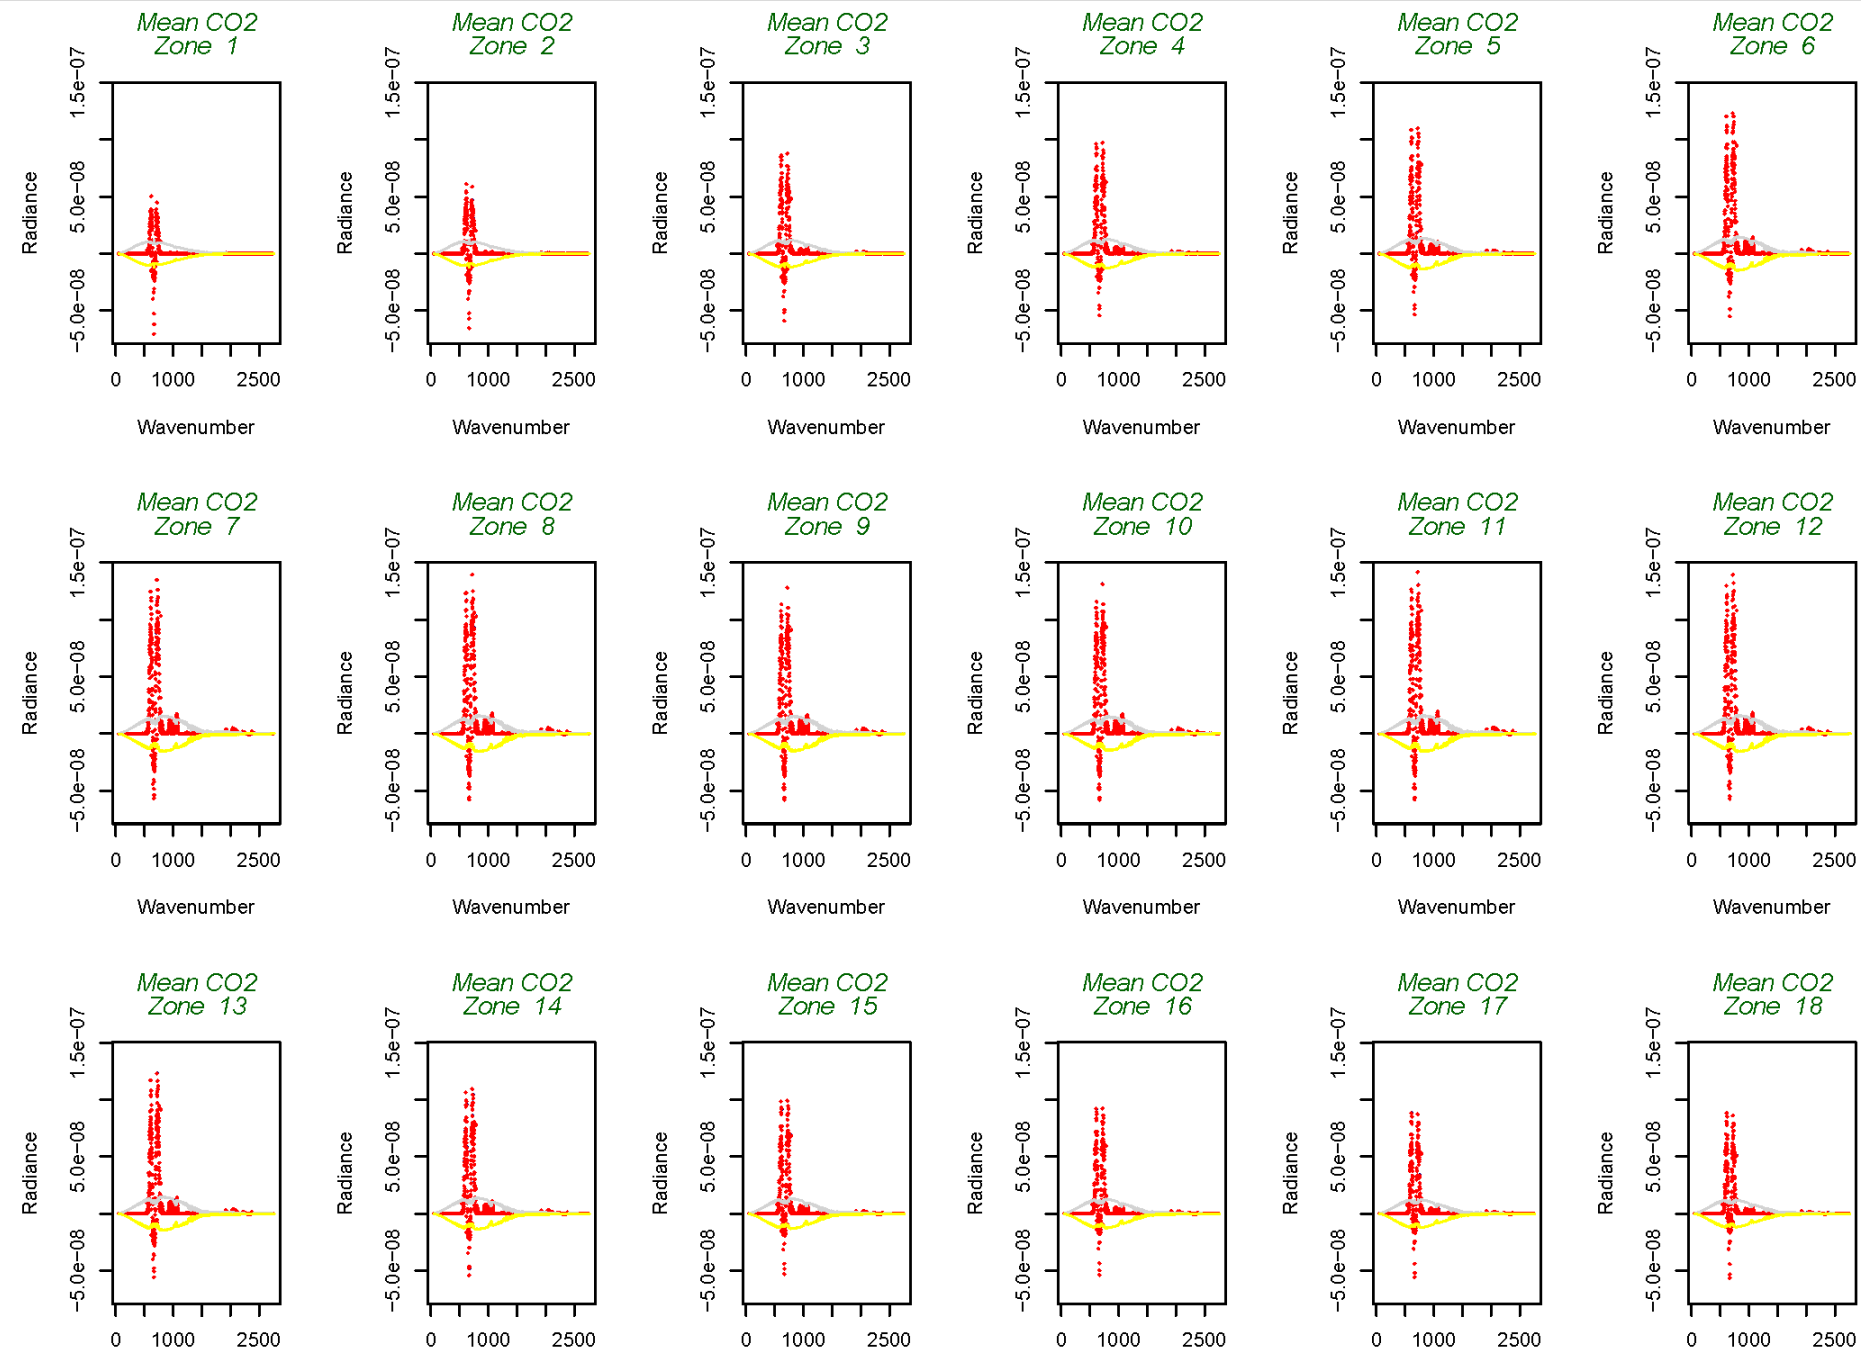 Mean CO2
Zone 1
Radiance
1.5e−07
5.0e−08
−5.0e−08
0 1000 2500
Wavenumber
Mean CO2
Zone 2
Radiance
1.5e−07
5.0e−08
−5.0e−08
0 1000 2500
Wavenumber
Mean CO2
Zone 3
Radiance
1.5e−07
5.0e−08
−5.0e−08
0 1000 2500
Wavenumber
Mean CO2
Zone 4
Radiance
1.5e−07
5.0e−08
−5.0e−08
0 1000 2500
Wavenumber
Mean CO2
Zone 5
Radiance
1.5e−07
5.0e−08
−5.0e−08
0 1000 2500
Wavenumber
Mean CO2
Zone 6
Radiance
1.5e−07
5.0e−08
−5.0e−08
0 1000 2500
Wavenumber
Mean CO2
Zone 7
Radiance
1.5e−07
5.0e−08
−5.0e−08
0 1000 2500
Wavenumber
Mean CO2
Zone 8
Radiance
1.5e−07
5.0e−08
−5.0e−08
0 1000 2500
Wavenumber
Mean CO2
Zone 9
Radiance
1.5e−07
5.0e−08
−5.0e−08
0 1000 2500
Wavenumber
Mean CO2
Zone 10
Radiance
1.5e−07
5.0e−08
−5.0e−08
0 1000 2500
Wavenumber
Mean CO2
Zone 11
Radiance
1.5e−07
5.0e−08
−5.0e−08
0 1000 2500
Wavenumber
Mean CO2
Zone 12
Radiance
1.5e−07
5.0e−08
−5.0e−08
0 1000 2500
Wavenumber
Mean CO2
Zone 13
Radiance
1.5e−07
5.0e−08
−5.0e−08
0 1000 2500
Mean CO2
Zone 14
Radiance
1.5e−07
5.0e−08
−5.0e−08
0 1000 2500
Mean CO2
Zone 15
Radiance
1.5e−07
5.0e−08
−5.0e−08
0 1000 2500
Mean CO2
Zone 16
Radiance
1.5e−07
5.0e−08
−5.0e−08
0 1000 2500
Mean CO2
Zone 17
Radiance
1.5e−07
5.0e−08
−5.0e−08
0 1000 2500
Mean CO2
Zone 18
Radiance
1.5e−07
5.0e−08
−5.0e−08
0 1000 2500